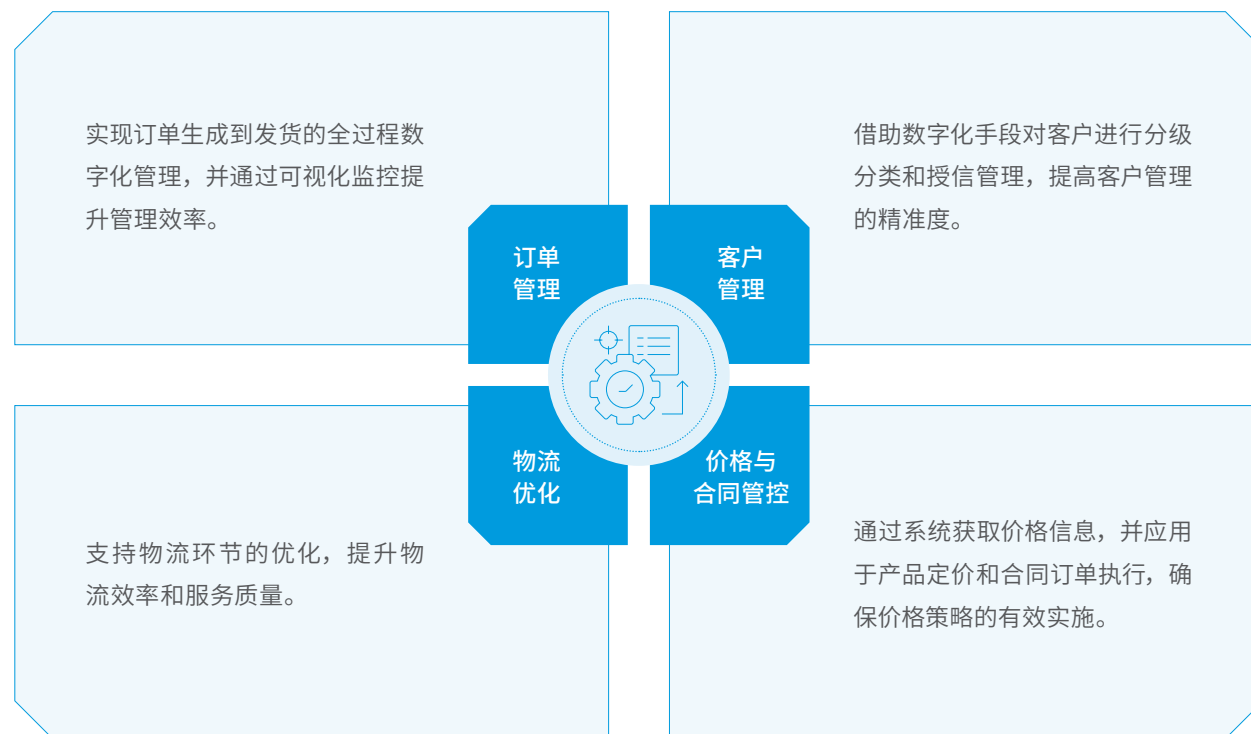 实现订单生成到发货的全过程数
字化管理，并通过可视化监控提
升管理效率。
订单
管理
客户
管理
借助数字化手段对客户进行分级
分类和授信管理，提高客户管理
的精准度。
支持物流环节的优化，提升物
流效率和服务质量。
物流
优化
价格与
合同管控
通过系统获取价格信息，并应用
于产品定价和合同订单执行，确
保价格策略的有效实施。